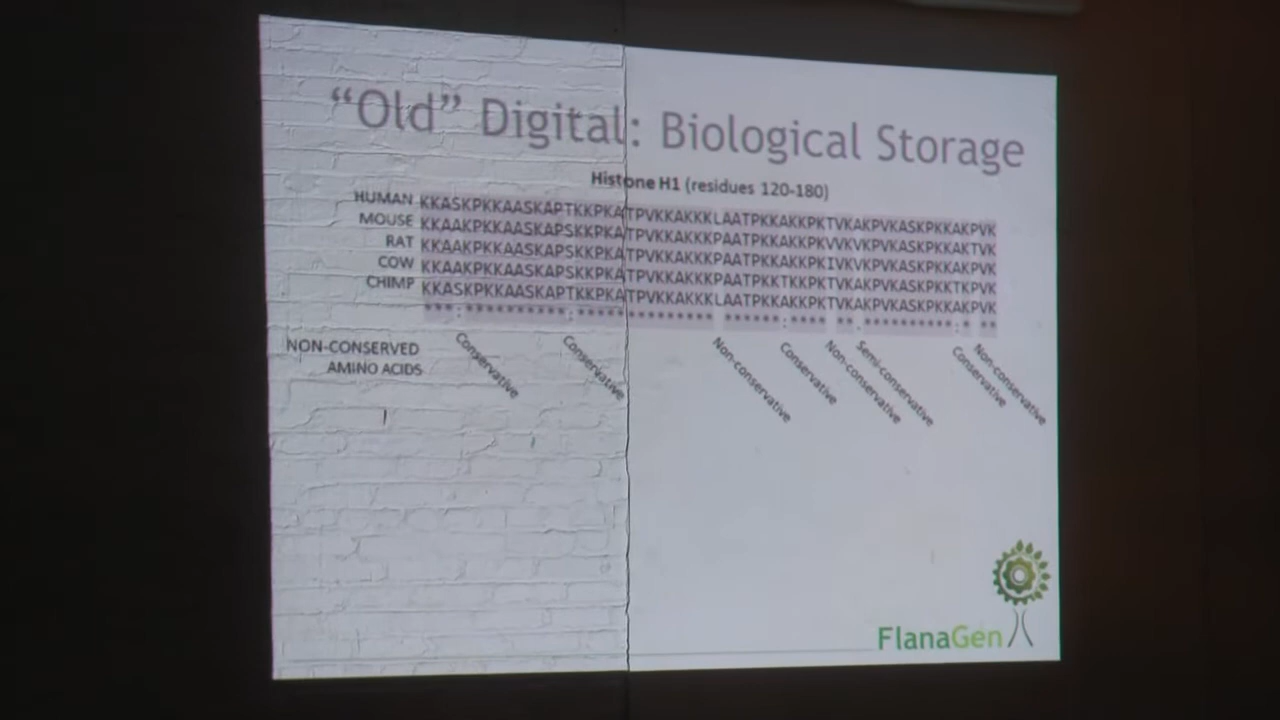 “Old” Digital: Biological Storage
Histone H1 (residues 120-180)
HUMAN KKASKPKKAASKAPTKKPKATPVKKAKKKLAATPKKAKKPKTVKAKPVKASKPKKAKPVK
MOUSE KKAAKPKKAASKAPSKKPKATPVKKAKKKPAATPKKAKKPKVVKVKPVKASKPKKAKTVK
RAT KKAAKPKKAASKAPSKKPKATPVKKAKKKPAATPKKAKKPKIVKVKPVKASKPKKAKPVK
COW KKAAKPKKAASKAPSKKPKATPVKKAKKKPAATPKKTKKPKTVKAKPVKASKPKKTKPVK
CHIMP KKASKPKKAASKAPTKKPKATPVKKAKKKLAATPKKAKKPKTVKAKPVKASKPKKAKPVK
NON-CONSERVED
AMINO ACIDS
Conservative
Conservative
Non-conservative
Conservative
Non-conservative
Semi-conservative
Conservative
Non-conservative
FlanaGen